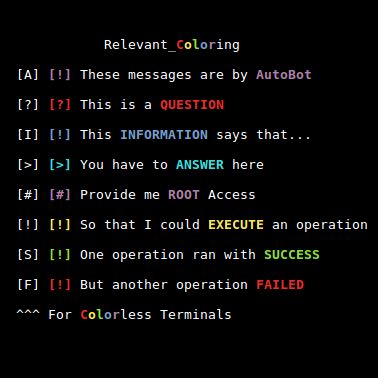 Relevant_Coloring
[A] [!] These messages are by AutoBot
[?] [?] This is a QUESTION
[I] [!] This INFORMATION says that...
[>] [>] You have to ANSWER here
[#] [#] Provide me ROOT Access
[!] [!] So that I could EXECUTE an operation
[S] [!] One operation ran with SUCCESS
[F] [!] But another operation FAILED
^^^ For Colorless Terminals